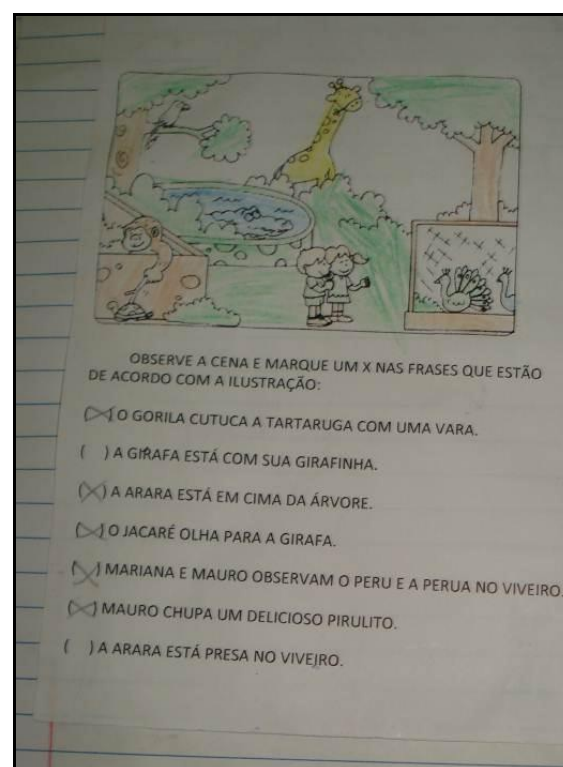 OBSERVE A CENA E MARQUE UM X NAS FRASES QUE ESTÃO
DE ACORDO COM A ILUSTRAÇÃO:
(X) O GORILA CUTUCA A TARTARUGA COM UMA VARA.
( ) A GIRAFA ESTÁ COM SUA GIRAFINHA.
(X) A ARARA ESTÁ EM CIMA DA ÁRVORE.
(X) O JACARÉ OLHA PARA A GIRAFA.
(X) MARIANA E MAURO OBSERVAM O PERU E A PERUA NO VIVEIRO.
(X) MAURO CHUPA UM DELICIOSO PIRULITO.
( ) A ARARA ESTÁ PRESA NO VIVEIRO.